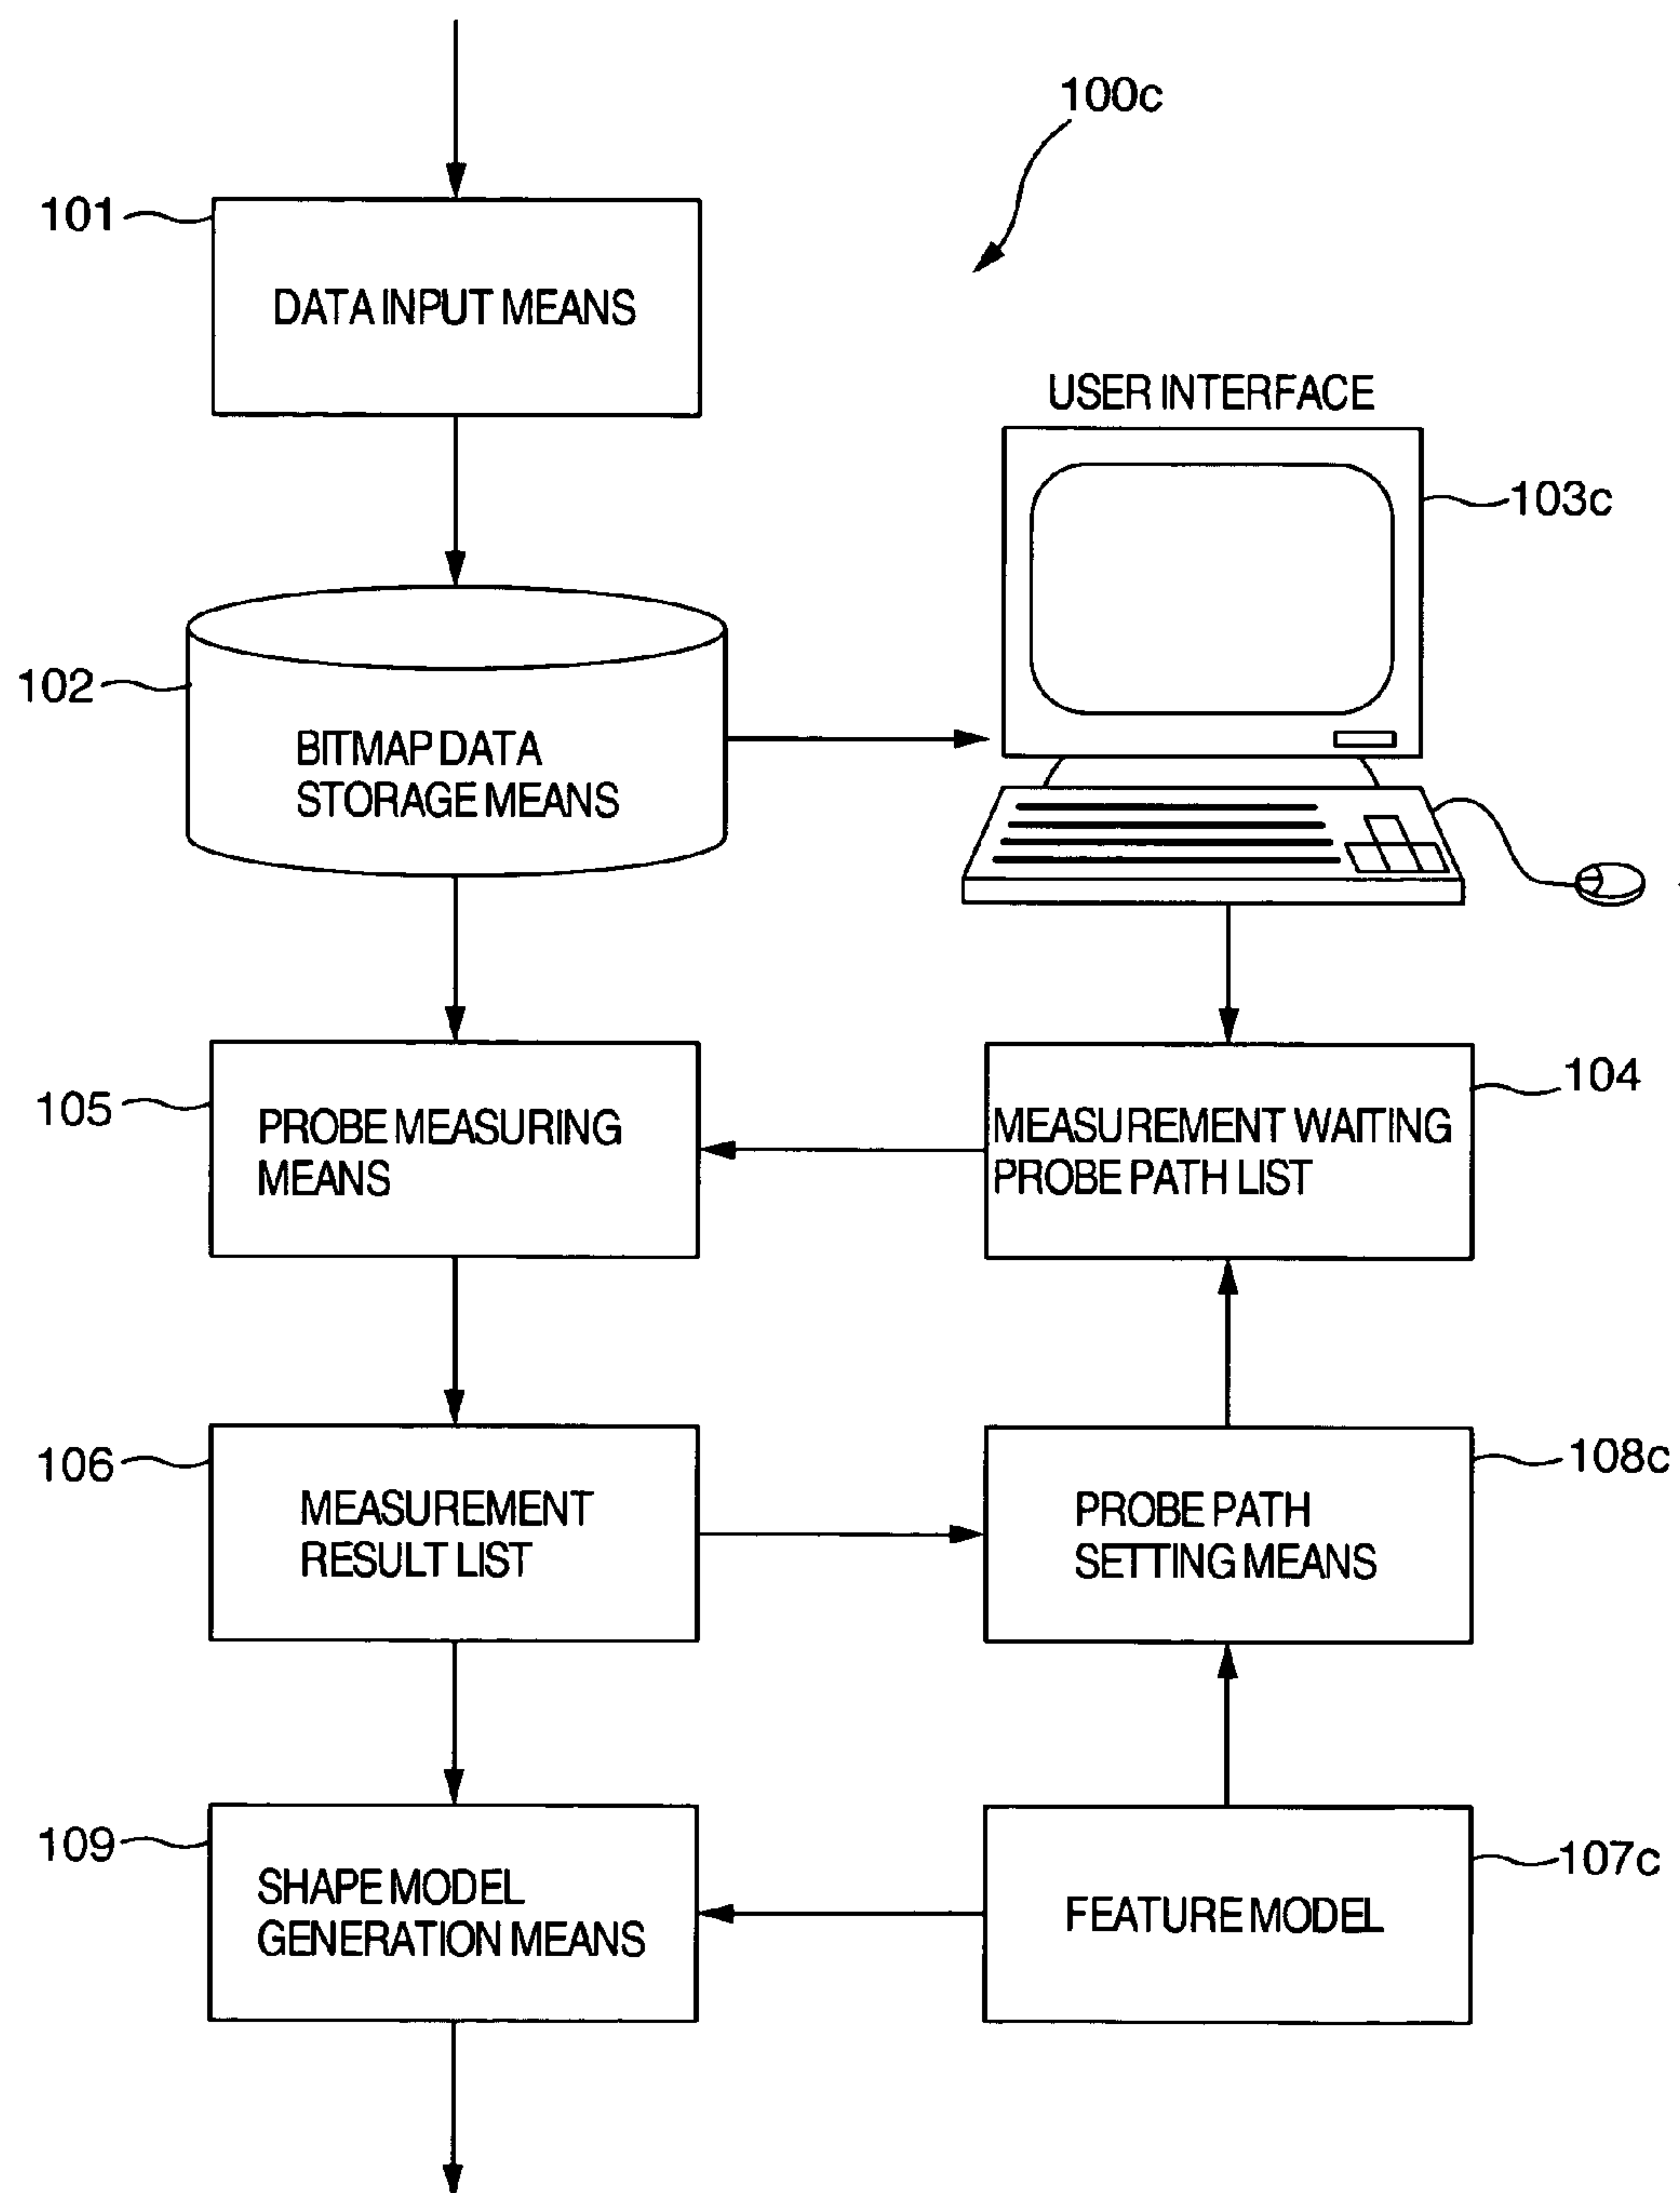 100c
101
DATA INPUT MEANS
USER INTERFACE
103c
102
BITMAP DATA
STORAGE MEANS
105
PROBE MEASURING
MEANS
104
MEASUREMENT WAITING
PROBE PATH LIST
106
MEASUREMENT
RESULT LIST
108c
PROBE PATH
SETTING MEANS
109
SHAPE MODEL
GENERATION MEANS
107c
FEATURE MODEL